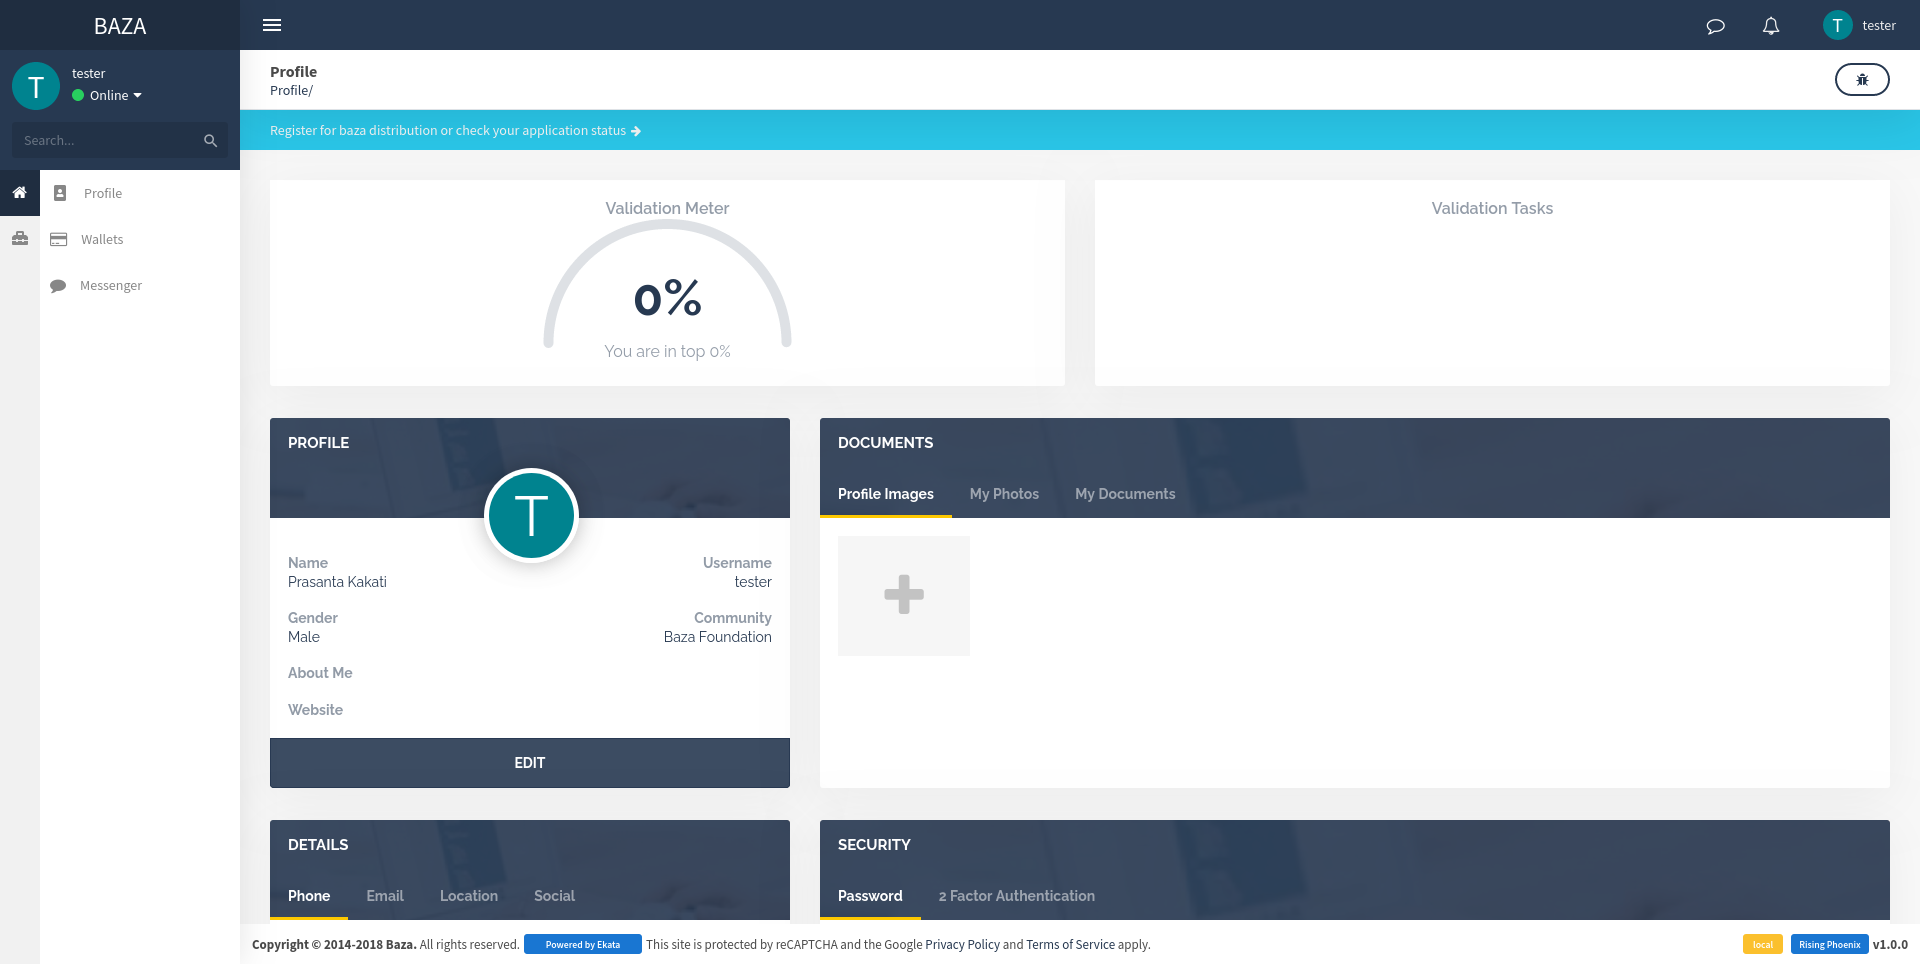 BAZA
T tester
T
tester
Online
Search...
Profile
Wallets
Messenger
Profile
Profile/
Register for baza distribution or check your application status
Validation Meter
0%
You are in top 0%
Validation Tasks
PROFILE
T
Name
Prasanta Kakati
Username
tester
Gender
Male
Community
Baza Foundation
About Me
Website
EDIT
DOCUMENTS
Profile Images My Photos My Documents
DETAILS
Phone Email Location Social
SECURITY
Password 2 Factor Authentication
Copyright © 2014-2018 Baza. All rights reserved. Powered by Ekata This site is protected by reCAPTCHA and the Google Privacy Policy and Terms of Service apply. local Rising Phoenix v1.0.0